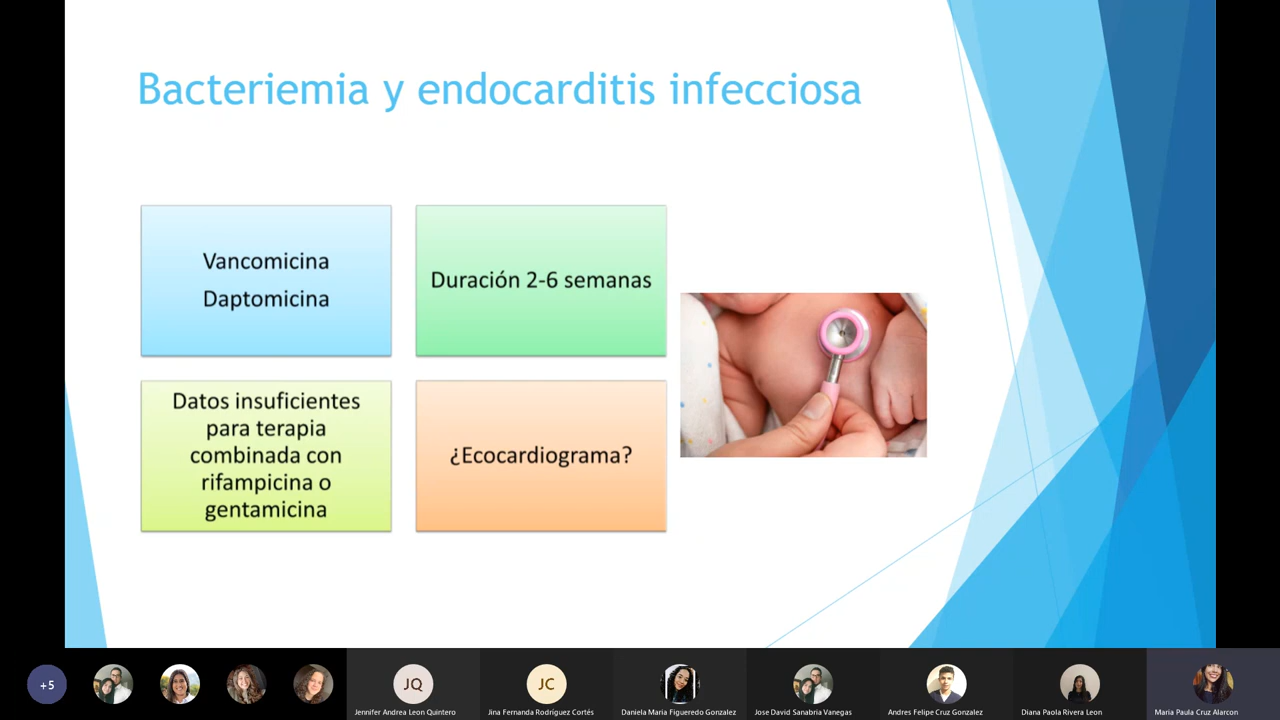 Bacteriemia y endocarditis infecciosa
Vancomicina
Daptomicina
Duración 2-6 semanas
Datos insuficientes
para terapia
combinada con
rifampicina o
gentamicina
¿Ecocardiograma?
+5
JQ
Jennifer Andrea Leon Quintero
JC
Jina Fernanda Rodríguez Cortés
Daniela Maria Figueredo Gonzalez
Jose David Sanabria Vanegas
Andres Felipe Cruz Gonzalez
Diana Paola Rivera Leon
Maria Paula Cruz Alarcon